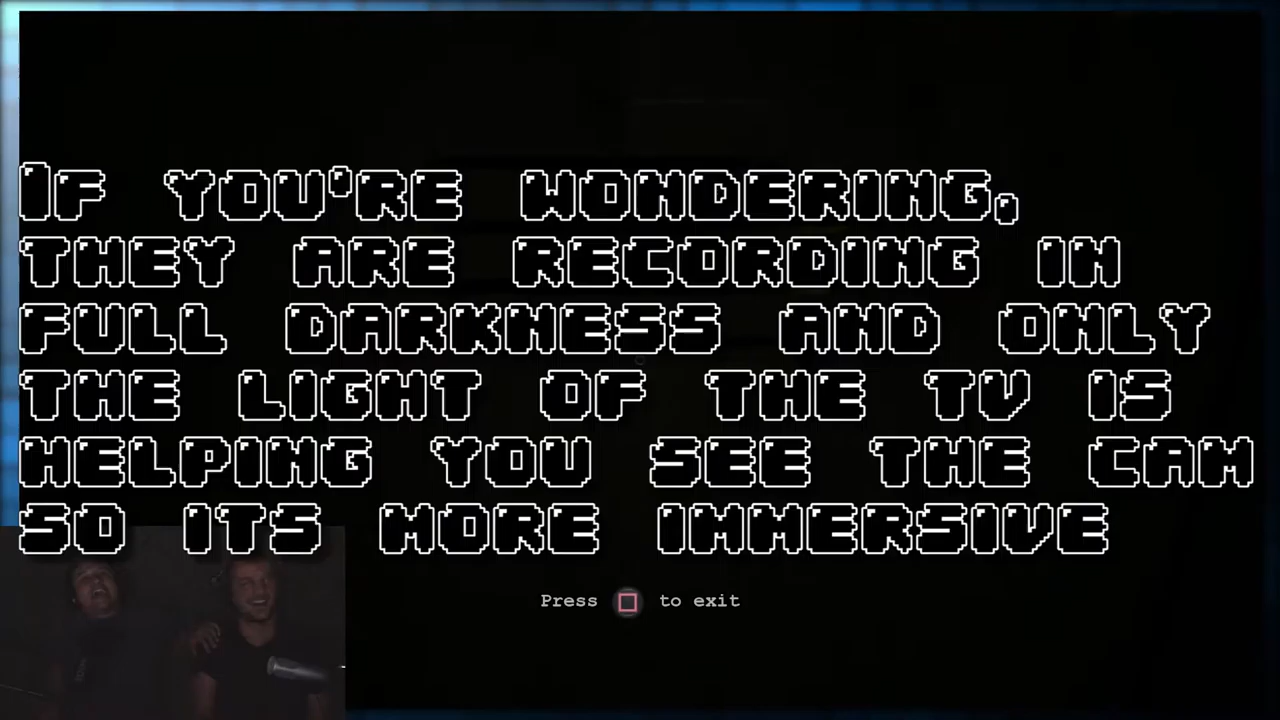 If you're wondering,
they are recording in
full darkness and only
the light of the TV is
helping you see the cam
so its more immersive
Press □ to exit